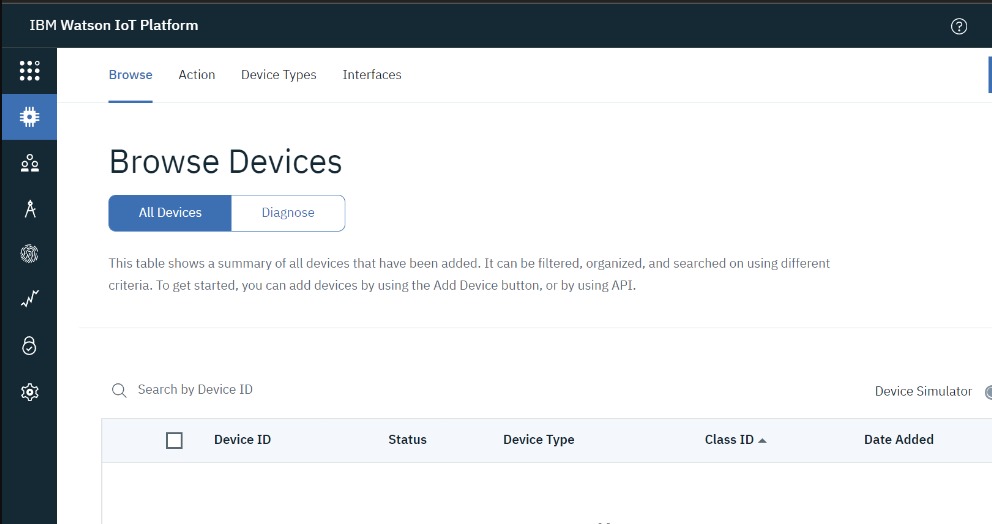 IBM Watson IoT Platform
Browse Action Device Types Interfaces
Browse Devices
All Devices Diagnose
This table shows a summary of all devices that have been added. It can be filtered, organized, and searched on using different
criteria. To get started, you can add devices by using the Add Device button, or by using API.
Search by Device ID
Device Simulator
Device ID Status Device Type Class ID Date Added